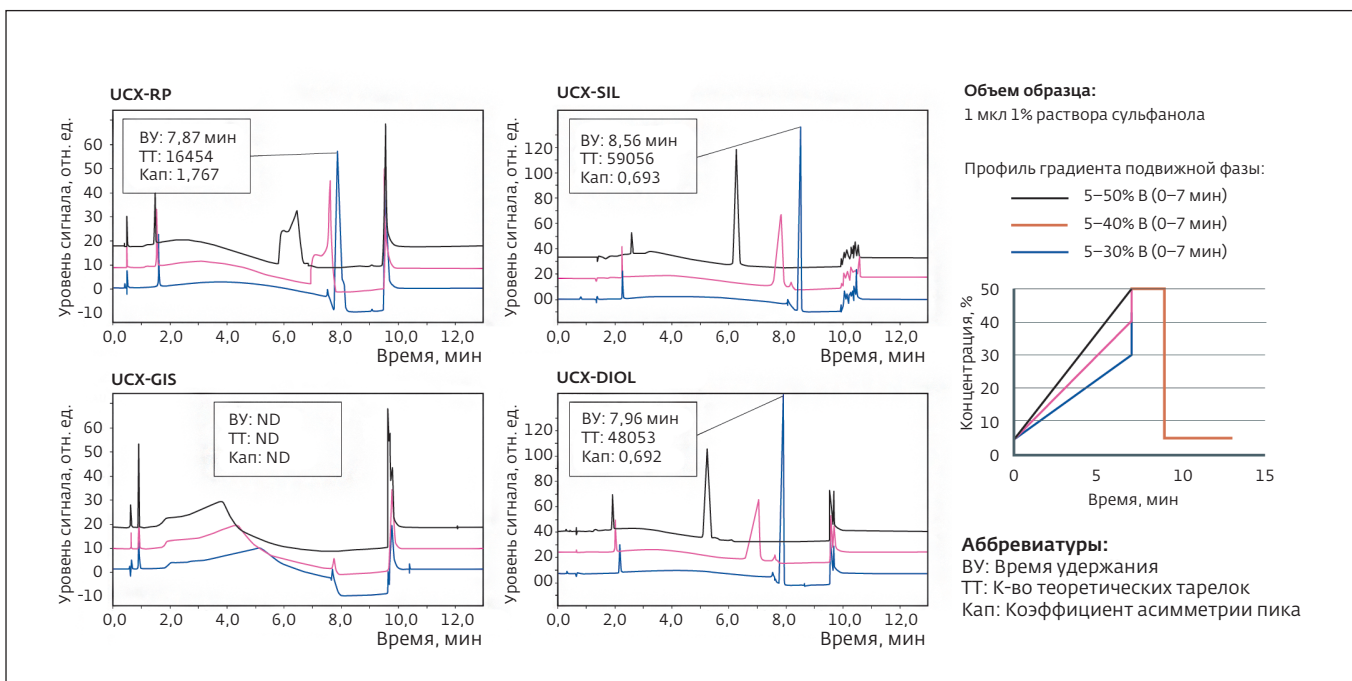 UCX-RP
Уровень сигнала, отн. ед.
60
50
40
30
20
10
0
-10
ВУ: 7,87 мин
ТТ: 16454
Кап: 1,767
0,0 2,0 4,0 6,0 8,0 10,0 12,0
Время, мин
UCX-SIL
Уровень сигнала, отн. ед.
120
100
80
60
40
20
00
ВУ: 8,56 мин
ТТ: 59056
Кап: 0,693
0,0 2,0 4,0 6,0 8,0 10,0 12,0
Время, мин
UCX-GIS
Уровень сигнала, отн. ед.
60
50
40
30
20
10
0
-10
ВУ: ND
ТТ: ND
Кап: ND
0,0 2,0 4,0 6,0 8,0 10,0 12,0
Время, мин
UCX-DIOL
Уровень сигнала, отн. ед.
120
100
80
60
40
20
00
ВУ: 7,96 мин
ТТ: 48053
Кап: 0,692
0,0 2,0 4,0 6,0 8,0 10,0 12,0
Время, мин
Объем образца:
1 мкл 1% раствора сульфанола
Профиль градиента подвижной фазы:
5–50% В (0–7 мин)
5–40% В (0–7 мин)
5–30% В (0–7 мин)
Концентрация, %
50
40
30
20
10
0
0 5 10 15
Время, мин
Аббревиатуры:
ВУ: Время удержания
ТТ: К-во теоретических тарелок
Кап: Коэффициент асимметрии пика